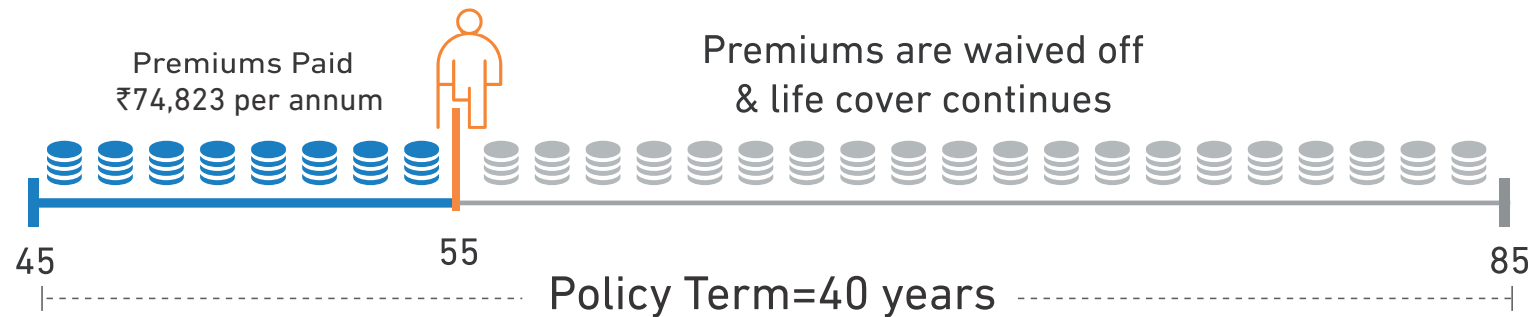 Premiums Paid
₹74,823 per annum
Premiums are waived off
& life cover continues
45
55
85
Policy Term=40 years